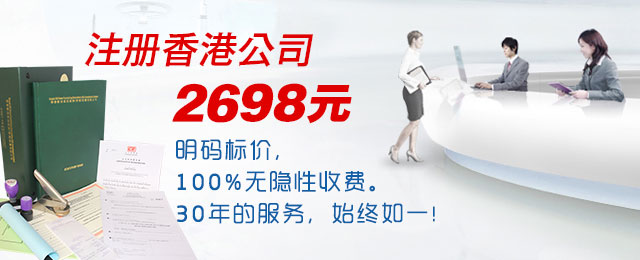 注册香港公司
2698元
明码标价，
100%无隐性收费。
30年的服务，始终如一！